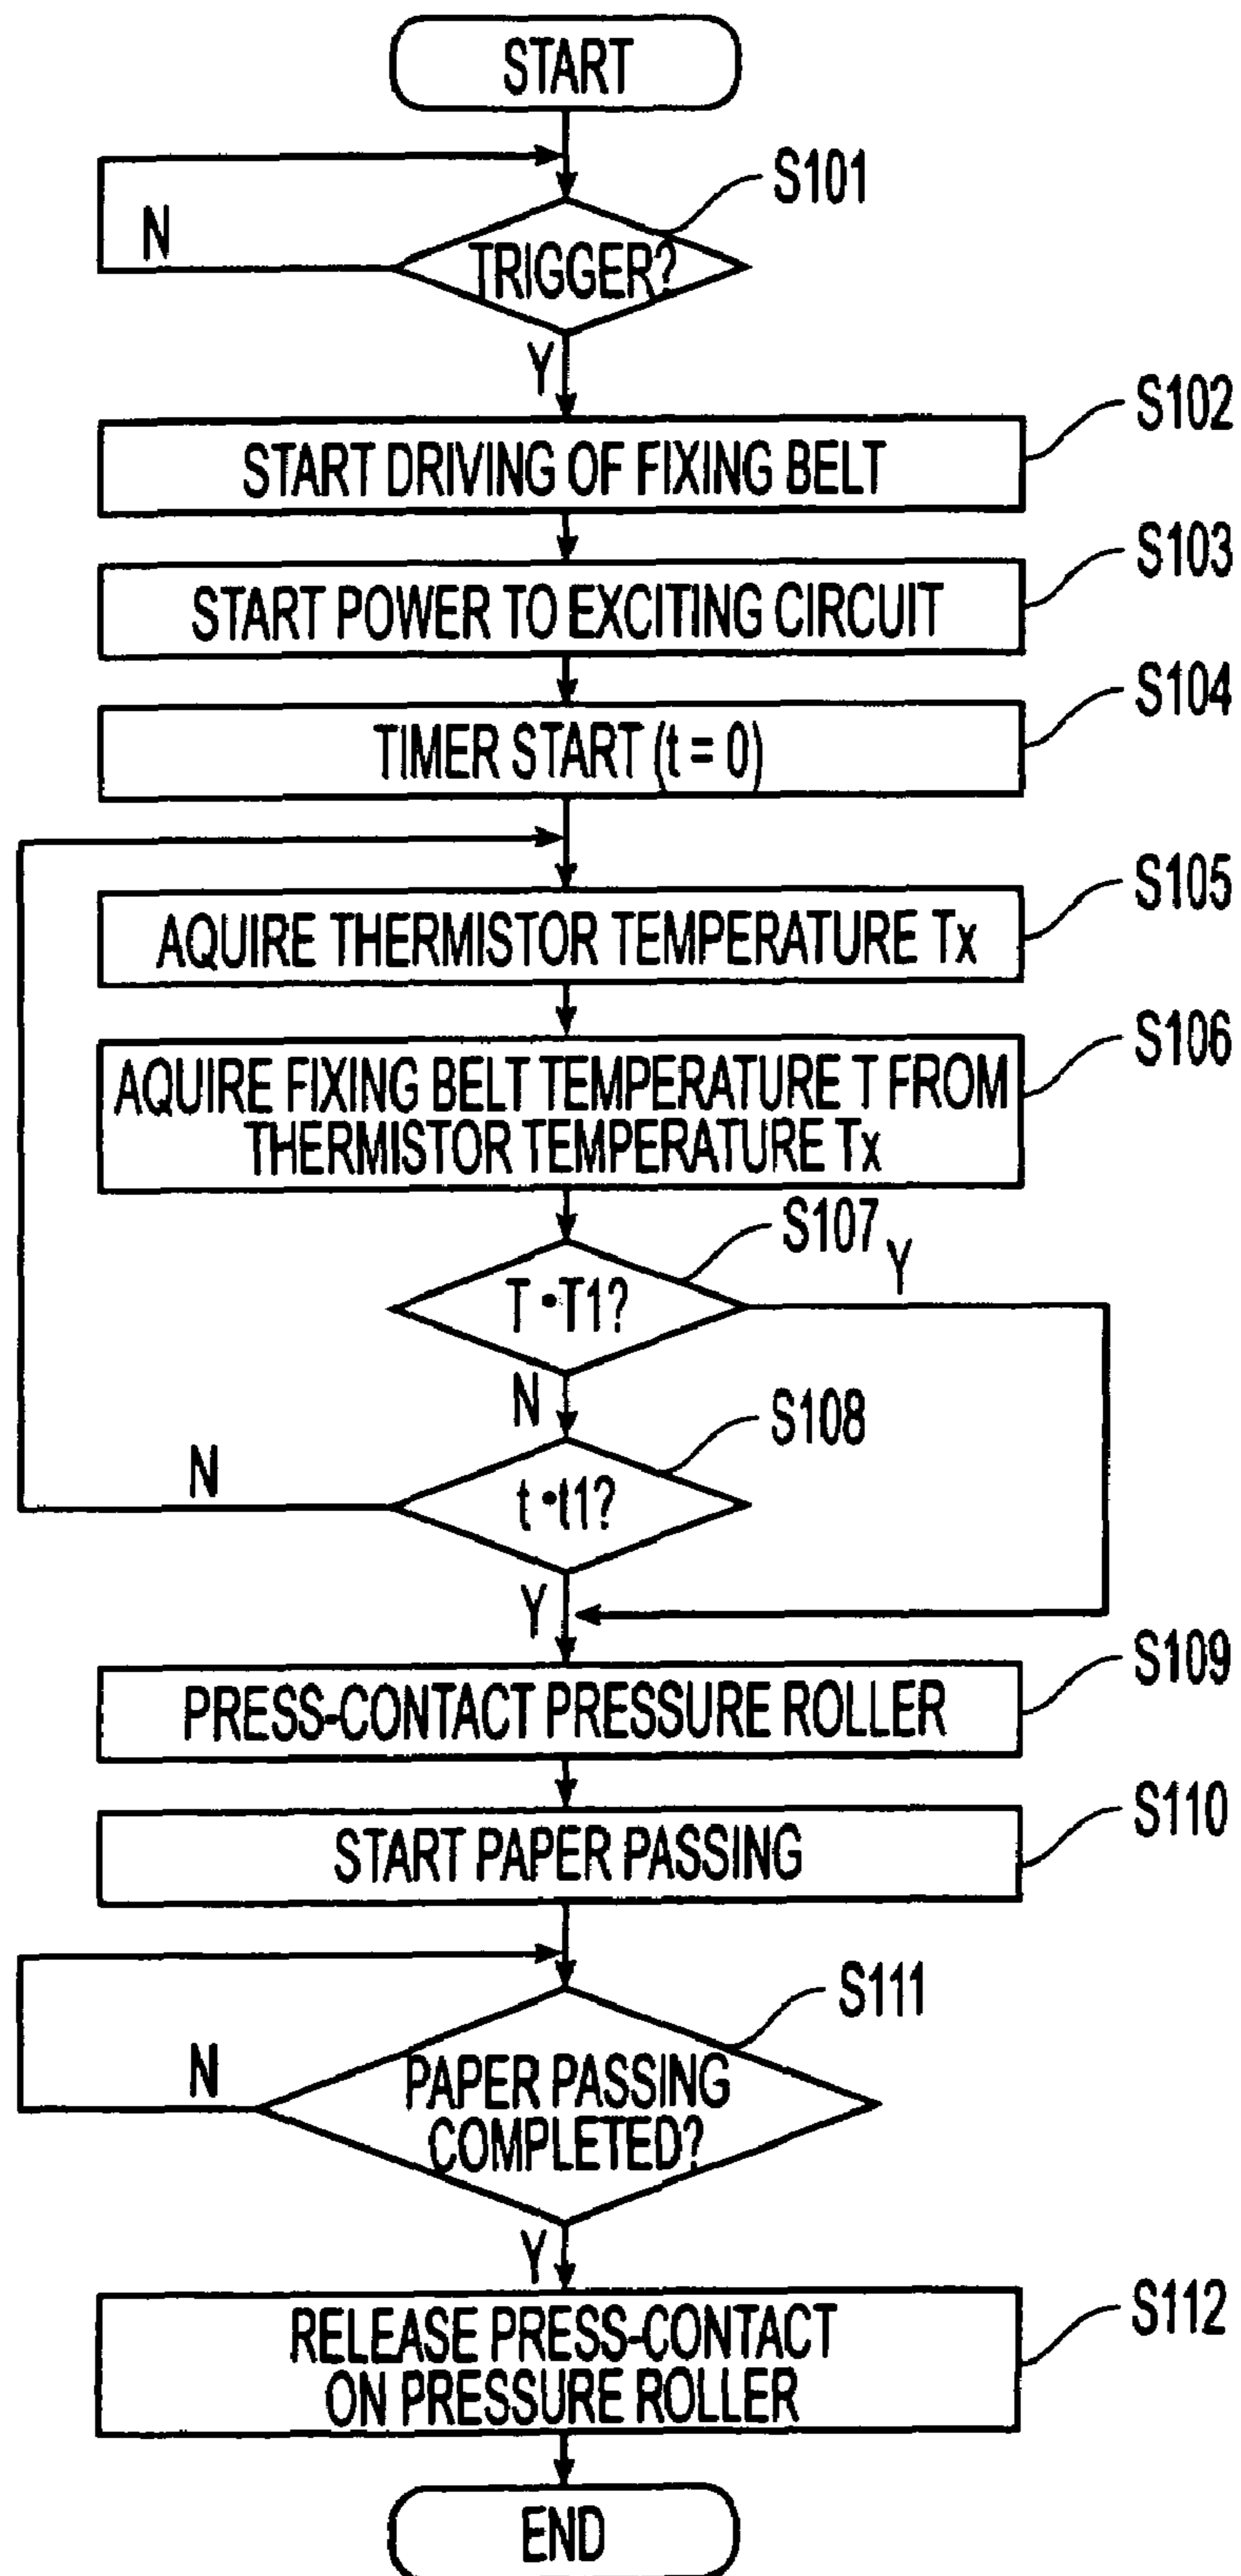 START
S101
N
TRIGGER?
Y
S102
START DRIVING OF FIXING BELT
S103
START POWER TO EXCITING CIRCUIT
S104
TIMER START (t = 0)
S105
AQUIRE THERMISTOR TEMPERATURE Tx
S106
AQUIRE FIXING BELT TEMPERATURE T FROM
THERMISTOR TEMPERATURE Tx
S107
Y
T •T1?
N
S108
N
t •t1?
Y
S109
PRESS-CONTACT PRESSURE ROLLER
S110
START PAPER PASSING
S111
N
PAPER PASSING
COMPLETED?
Y
S112
RELEASE PRESS-CONTACT
ON PRESSURE ROLLER
END